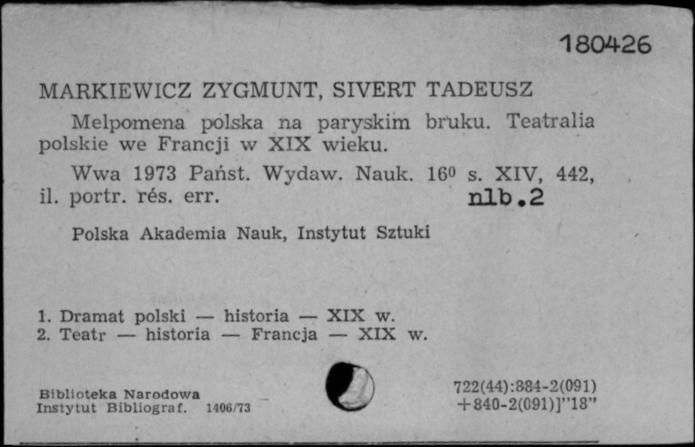 180426
MARKIEWICZ ZYGMUNT, SIVERT TADEUSZ
Melpomena polska na paryskim bruku. Teatralia
polskie we Francji w XIX wieku.
Wwa 1973 Państ. Wydaw. Nauk. 16⁰ s. XIV, 442,
il. portr. rés. err. nlb.2
Polska Akademia Nauk, Instytut Sztuki
1. Dramat polski — historia — XIX w.
2. Teatr — historia — Francja — XIX w.
Biblioteka Narodowa
Instytut Bibliograf. 1406/73
722(44):884-2(091)
+840-2(091)]"18"